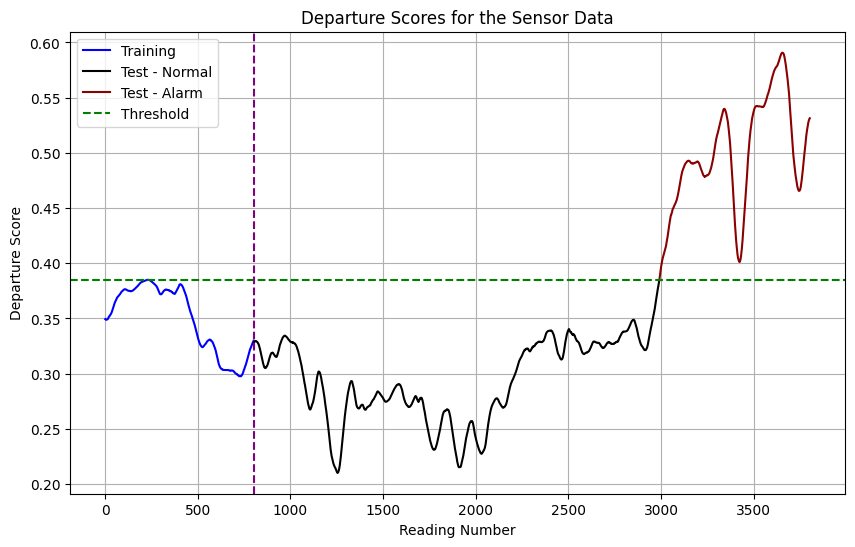 Departure Scores for the Sensor Data
Training
Test - Normal
Test - Alarm
Threshold
0.60
0.55
0.50
0.45
0.40
0.35
0.30
0.25
0.20
Departure Score
0
500
1000
1500
2000
2500
3000
3500
Reading Number